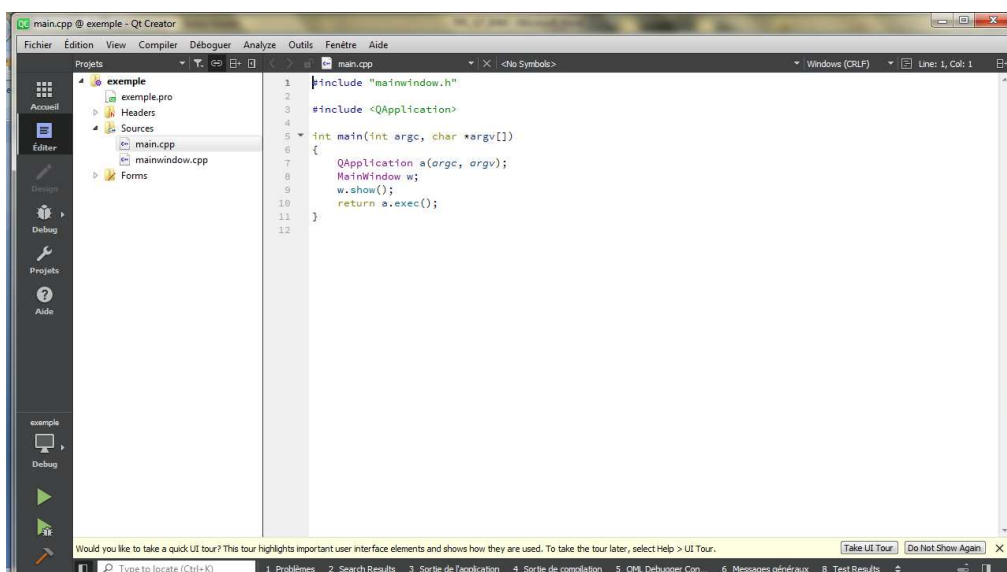 main.cpp @ exemple - Qt Creator
Fichier Édition View Compiler Déboguer Analyze Outils Fenêtre Aide
Projets main.cpp <No Symbols> Windows (CRLF) Line: 1, Col: 1
Accueil
Éditer
Design
Debug
Projets
Aide
exemple
Debug
exemple
exemple.pro
Headers
Sources
main.cpp
mainwindow.cpp
Forms
1 #include "mainwindow.h"
2
3 #include <QApplication>
4
5 int main(int argc, char *argv[])
6 {
7 QApplication a(argc, argv);
8 MainWindow w;
9 w.show();
10 return a.exec();
11 }
12
Would you like to take a quick UI tour? This tour highlights important user interface elements and shows how they are used. To take the tour later, select Help > UI Tour. Take UI Tour Do Not Show Again
Type to locate (Ctrl+K) 1 Problèmes 2 Search Results 3 Sortie de l'application 4 Sortie de compilation 5 QML Debugger Con... 6 Messages généraux 8 Test Results